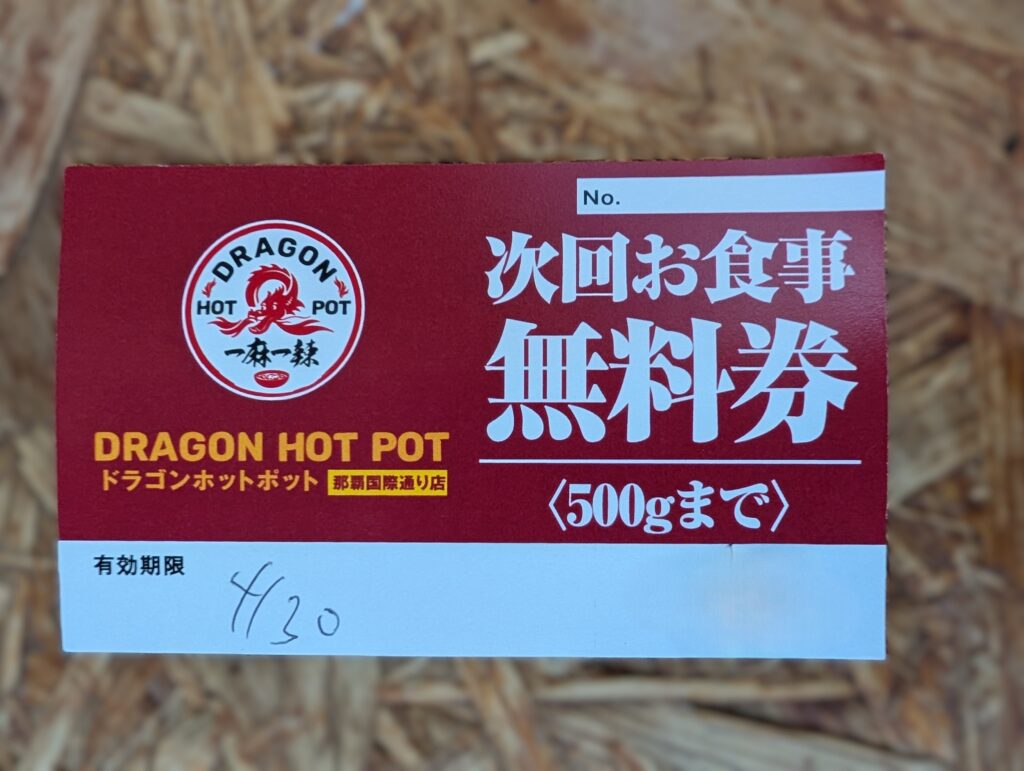 DRAGON
HOT POT
一麻一辣
DRAGON HOT POT
ドラゴンホットポット 那覇国際通り店
No.
次回お食事
無料券
〈500gまで〉
有効期限
4/30